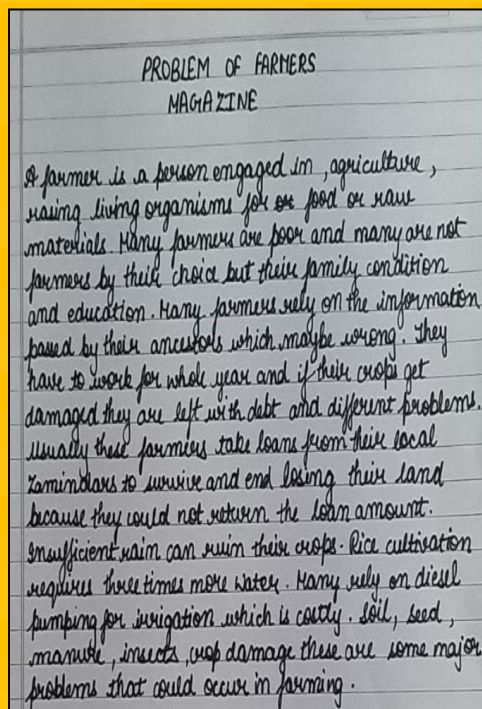 PROBLEM OF FARMERS
MAGAZINE
A farmer is a person engaged in , agriculture ,
raising living organisms for or food or raw
materials. Many farmers are poor and many are not
farmers by their choice but their family condition
and education. Many farmers rely on the information
passed by their ancestors which maybe wrong. They
have to work for whole year and if their crops get
damaged they are left with debt and different problems.
Usually these farmers take loans from their local
Zamindars to survive and end losing their land
because they could not return the loan amount.
Insufficient rain can ruin their crops. Rice cultivation
requires three times more water. Many rely on diesel
pumping for irrigation which is costly. Soil, seed,
manure, insects, crop damage these are some major
problems that could occur in farming.